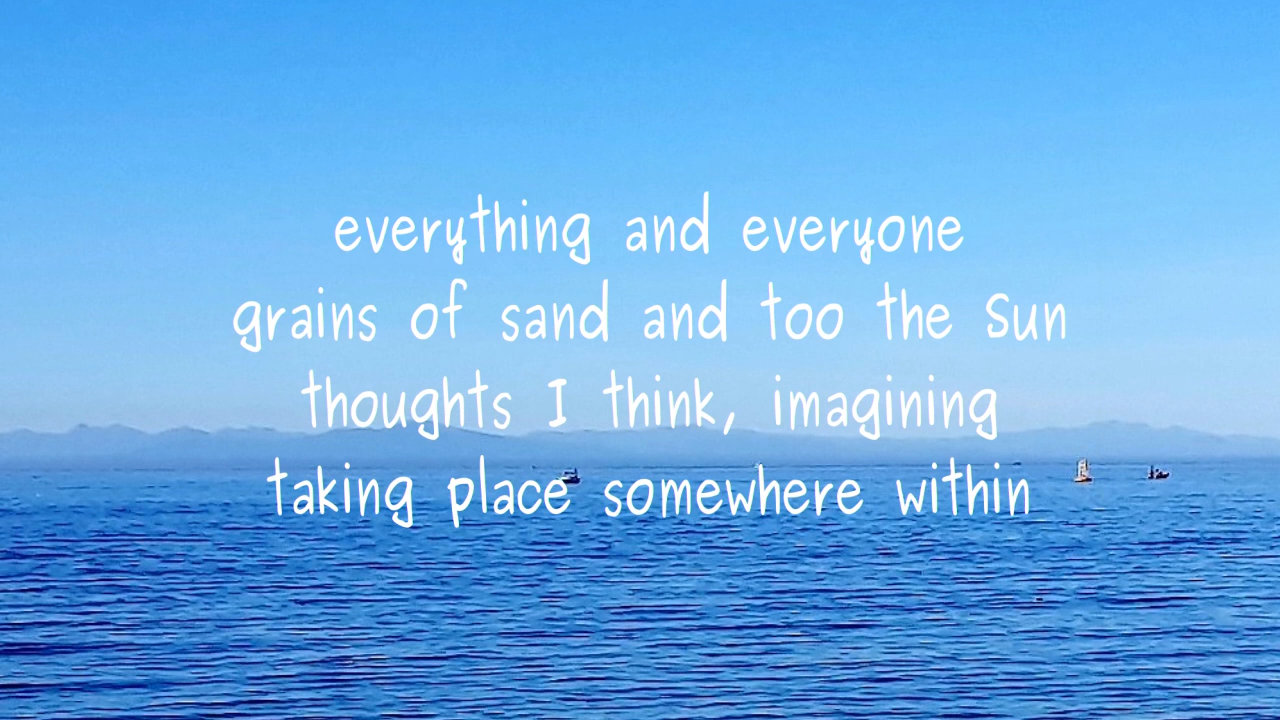 everything and everyone
grains of sand and too the Sun
thoughts I think, imagining
taking place somewhere within